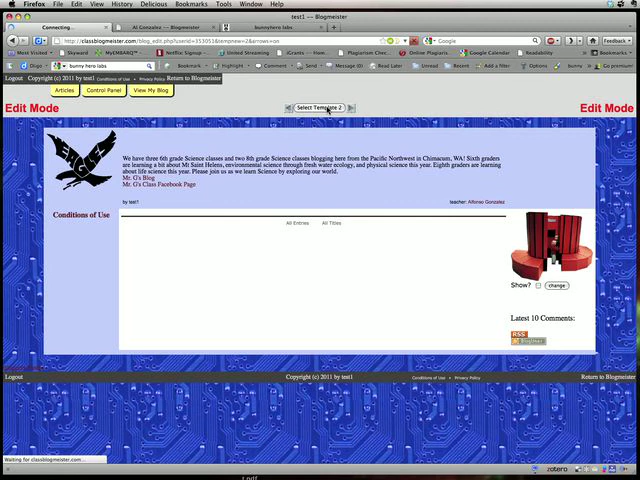 Firefox File Edit View History Delicious Bookmarks Tools Window Help
test1 — Blogmeister
Connecting...
Al Gonzalez — Blogmeister
bunnyhero labs
http://classblogmeister.com/blog_edit.php?userid=353051&tempnew=2&arrows=on
Google
Most Visited
Skyward
MyEMBARQ™
Netflix Signup
United Streaming
iGrants – Home
Plagiarism Chec...
Google Calendar
Readability
Bookmarks
Diigo
bunny hero labs
Bookmark
Highlight
Comment
Send
Message (0)
Read Later
Unread
Recent
Add a Filter
Options
bunny
Go premium!
Logout Copyright (c) 2011 by test1 Conditions of Use • Privacy Policy Return to Blogmeister
Articles
Control Panel
View My Blog
Edit Mode
Select Template 2
Edit Mode
EAGLES
We have three 6th grade Science classes and two 8th grade Science classes blogging here from the Pacific Northwest in Chimacum, WA! Sixth graders
are learning a bit about Mt Saint Helens, environmental science through fresh water ecology, and physical science this year. Eighth graders are learning
about life science this year. Please join us as we learn Science by exploring our world.
Mr. G's Blog
Mr. G's Class Facebook Page
by test1
teacher: Alfonso Gonzalez
Conditions of Use
All Entries
All Titles
Show?
change
Latest 10 Comments:
RSS
Logout
Copyright (c) 2011 by test1
Conditions of Use • Privacy Policy
Return to Blogmeister
Waiting for classblogmeister.com...
zotero